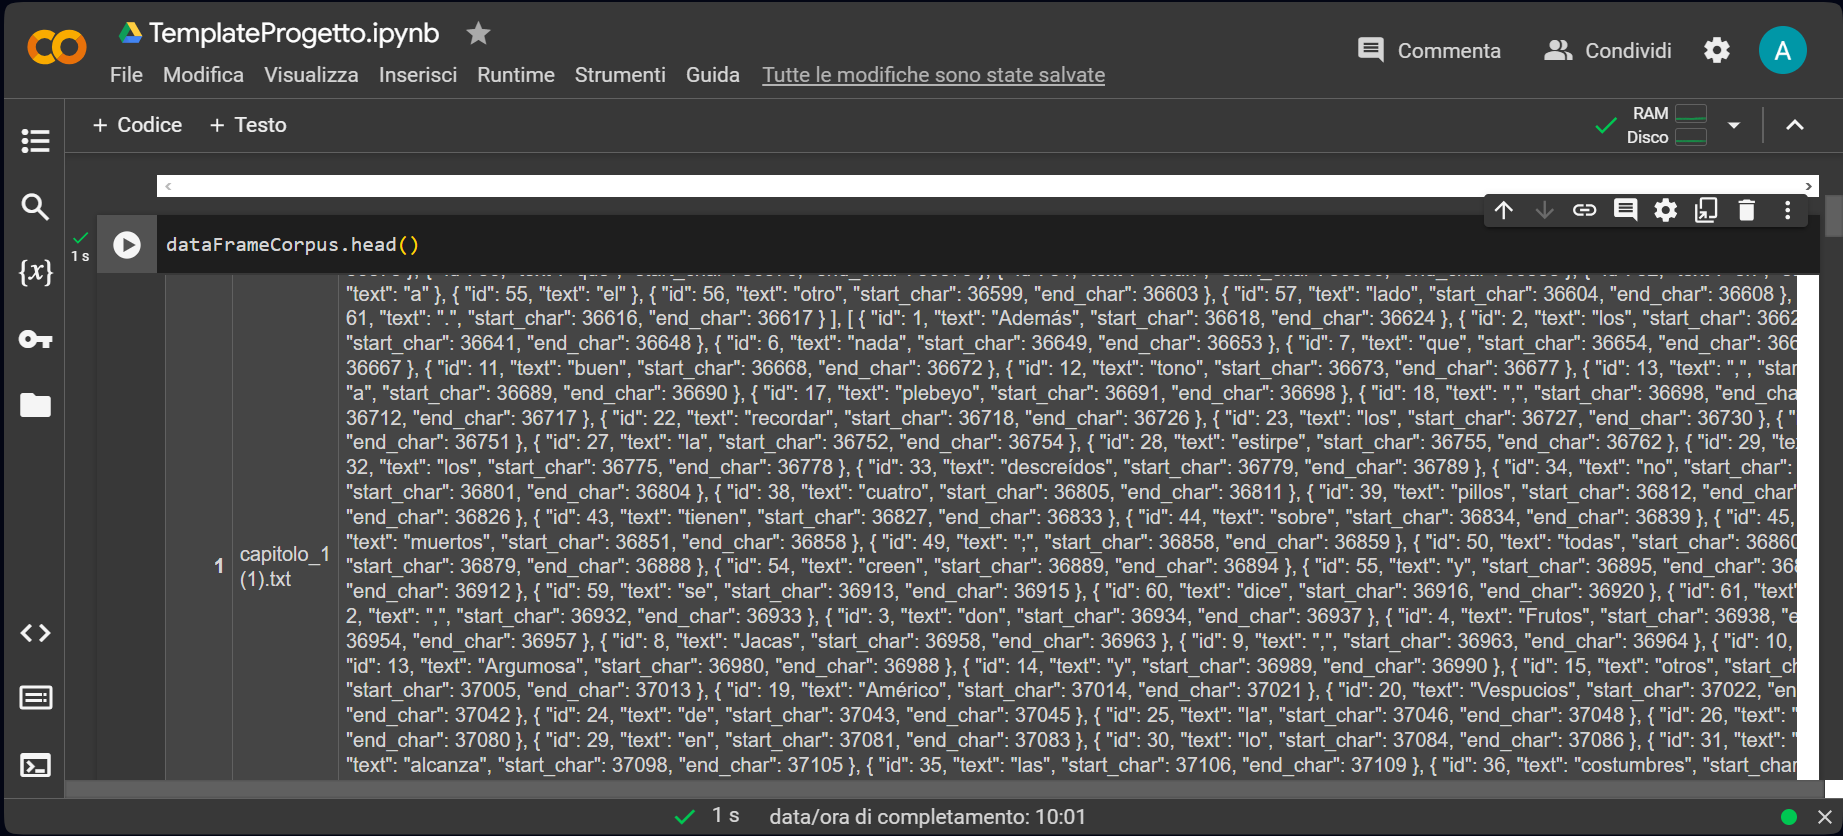 TemplateProgetto.ipynb
Commenta
Condividi
A
File Modifica Visualizza Inserisci Runtime Strumenti Guida Tutte le modifiche sono state salvate
+ Codice + Testo
RAM
Disco
1 s
dataFrameCorpus.head()
"text": "a" }, { "id": 55, "text": "el" }, { "id": 56, "text": "otro", "start_char": 36599, "end_char": 36603 }, { "id": 57, "text": "lado", "start_char": 36604, "end_char": 36608 },
61, "text": ".", "start_char": 36616, "end_char": 36617 } ], [ { "id": 1, "text": "Además", "start_char": 36618, "end_char": 36624 }, { "id": 2, "text": "los", "start_char":
"start_char": 36641, "end_char": 36648 }, { "id": 6, "text": "nada", "start_char": 36649, "end_char": 36653 }, { "id": 7, "text": "que", "start_char": 36654, "end_char":
36667 }, { "id": 11, "text": "buen", "start_char": 36668, "end_char": 36672 }, { "id": 12, "text": "tono", "start_char": 36673, "end_char": 36677 }, { "id": 13, "text": ",",
"a", "start_char": 36689, "end_char": 36690 }, { "id": 17, "text": "plebeyo", "start_char": 36691, "end_char": 36698 }, { "id": 18, "text": ",", "start_char": 36698,
36712, "end_char": 36717 }, { "id": 22, "text": "recordar", "start_char": 36718, "end_char": 36726 }, { "id": 23, "text": "los", "start_char": 36727, "end_char": 36730 }, { "
"end_char": 36751 }, { "id": 27, "text": "la", "start_char": 36752, "end_char": 36754 }, { "id": 28, "text": "estirpe", "start_char": 36755, "end_char": 36762 }, { "id": 29,
32, "text": "los", "start_char": 36775, "end_char": 36778 }, { "id": 33, "text": "descreídos", "start_char": 36779, "end_char": 36789 }, { "id": 34, "text": "no", "start_char":
"start_char": 36801, "end_char": 36804 }, { "id": 38, "text": "cuatro", "start_char": 36805, "end_char": 36811 }, { "id": 39, "text": "pillos", "start_char": 36812, "end_char"
"end_char": 36826 }, { "id": 43, "text": "tienen", "start_char": 36827, "end_char": 36833 }, { "id": 44, "text": "sobre", "start_char": 36834, "end_char": 36839 }, { "id": 45,
"text": "muertos", "start_char": 36851, "end_char": 36858 }, { "id": 49, "text": ";", "start_char": 36858, "end_char": 36859 }, { "id": 50, "text": "todas", "start_char": 36860
1 capitolo_1 (1).txt
"start_char": 36879, "end_char": 36888 }, { "id": 54, "text": "creen", "start_char": 36889, "end_char": 36894 }, { "id": 55, "text": "y", "start_char": 36895, "end_char":
"end_char": 36912 }, { "id": 59, "text": "se", "start_char": 36913, "end_char": 36915 }, { "id": 60, "text": "dice", "start_char": 36916, "end_char": 36920 }, { "id": 61, "text"
2, "text": ",", "start_char": 36932, "end_char": 36933 }, { "id": 3, "text": "don", "start_char": 36934, "end_char": 36937 }, { "id": 4, "text": "Frutos", "start_char": 36938,
36954, "end_char": 36957 }, { "id": 8, "text": "Jacas", "start_char": 36958, "end_char": 36963 }, { "id": 9, "text": ",", "start_char": 36963, "end_char": 36964 }, { "id": 10,
"id": 13, "text": "Argumosa", "start_char": 36980, "end_char": 36988 }, { "id": 14, "text": "y", "start_char": 36989, "end_char": 36990 }, { "id": 15, "text": "otros",
"start_char": 37005, "end_char": 37013 }, { "id": 19, "text": "Américo", "start_char": 37014, "end_char": 37021 }, { "id": 20, "text": "Vespucios", "start_char": 37022,
"end_char": 37042 }, { "id": 24, "text": "de", "start_char": 37043, "end_char": 37045 }, { "id": 25, "text": "la", "start_char": 37046, "end_char": 37048 }, { "id": 26, "text": "
"end_char": 37080 }, { "id": 29, "text": "en", "start_char": 37081, "end_char": 37083 }, { "id": 30, "text": "lo", "start_char": 37084, "end_char": 37086 }, { "id": 31, "text": "
"text": "alcanza", "start_char": 37098, "end_char": 37105 }, { "id": 35, "text": "las", "start_char": 37106, "end_char": 37109 }, { "id": 36, "text": "costumbres",
1 s data/ora di completamento: 10:01